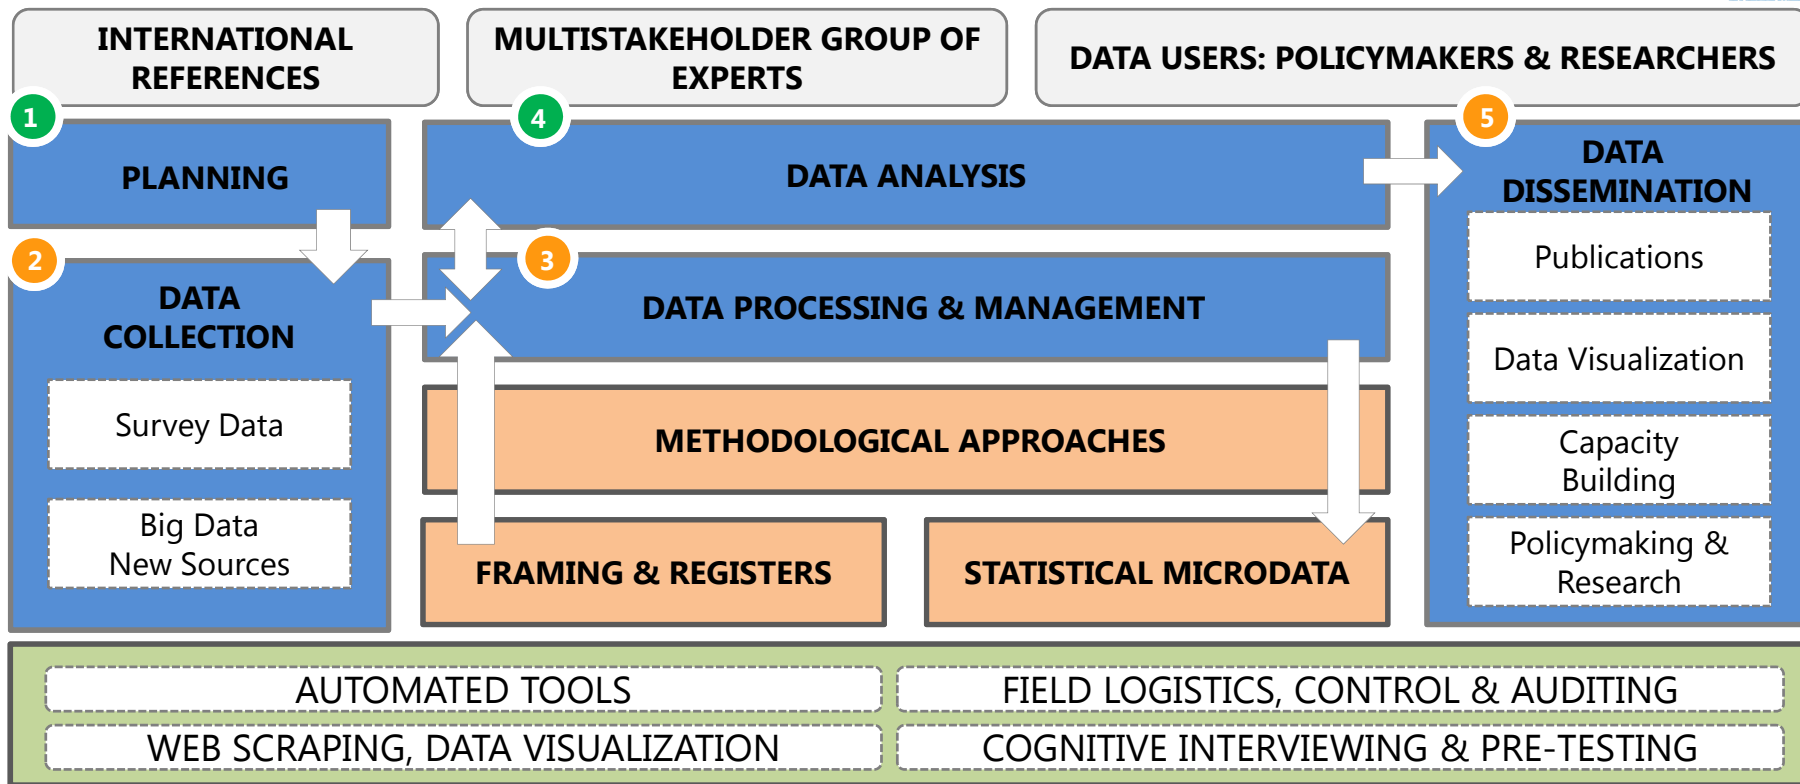 INTERNATIONAL
REFERENCES
MULTISTAKEHOLDER GROUP OF
EXPERTS
DATA USERS: POLICYMAKERS & RESEARCHERS
1
PLANNING
2
DATA
COLLECTION
Survey Data
Big Data
New Sources
4
DATA ANALYSIS
3
DATA PROCESSING & MANAGEMENT
METHODOLOGICAL APPROACHES
FRAMING & REGISTERS
STATISTICAL MICRODATA
5
DATA
DISSEMINATION
Publications
Data Visualization
Capacity
Building
Policymaking &
Research
AUTOMATED TOOLS
FIELD LOGISTICS, CONTROL & AUDITING
WEB SCRAPING, DATA VISUALIZATION
COGNITIVE INTERVIEWING & PRE-TESTING